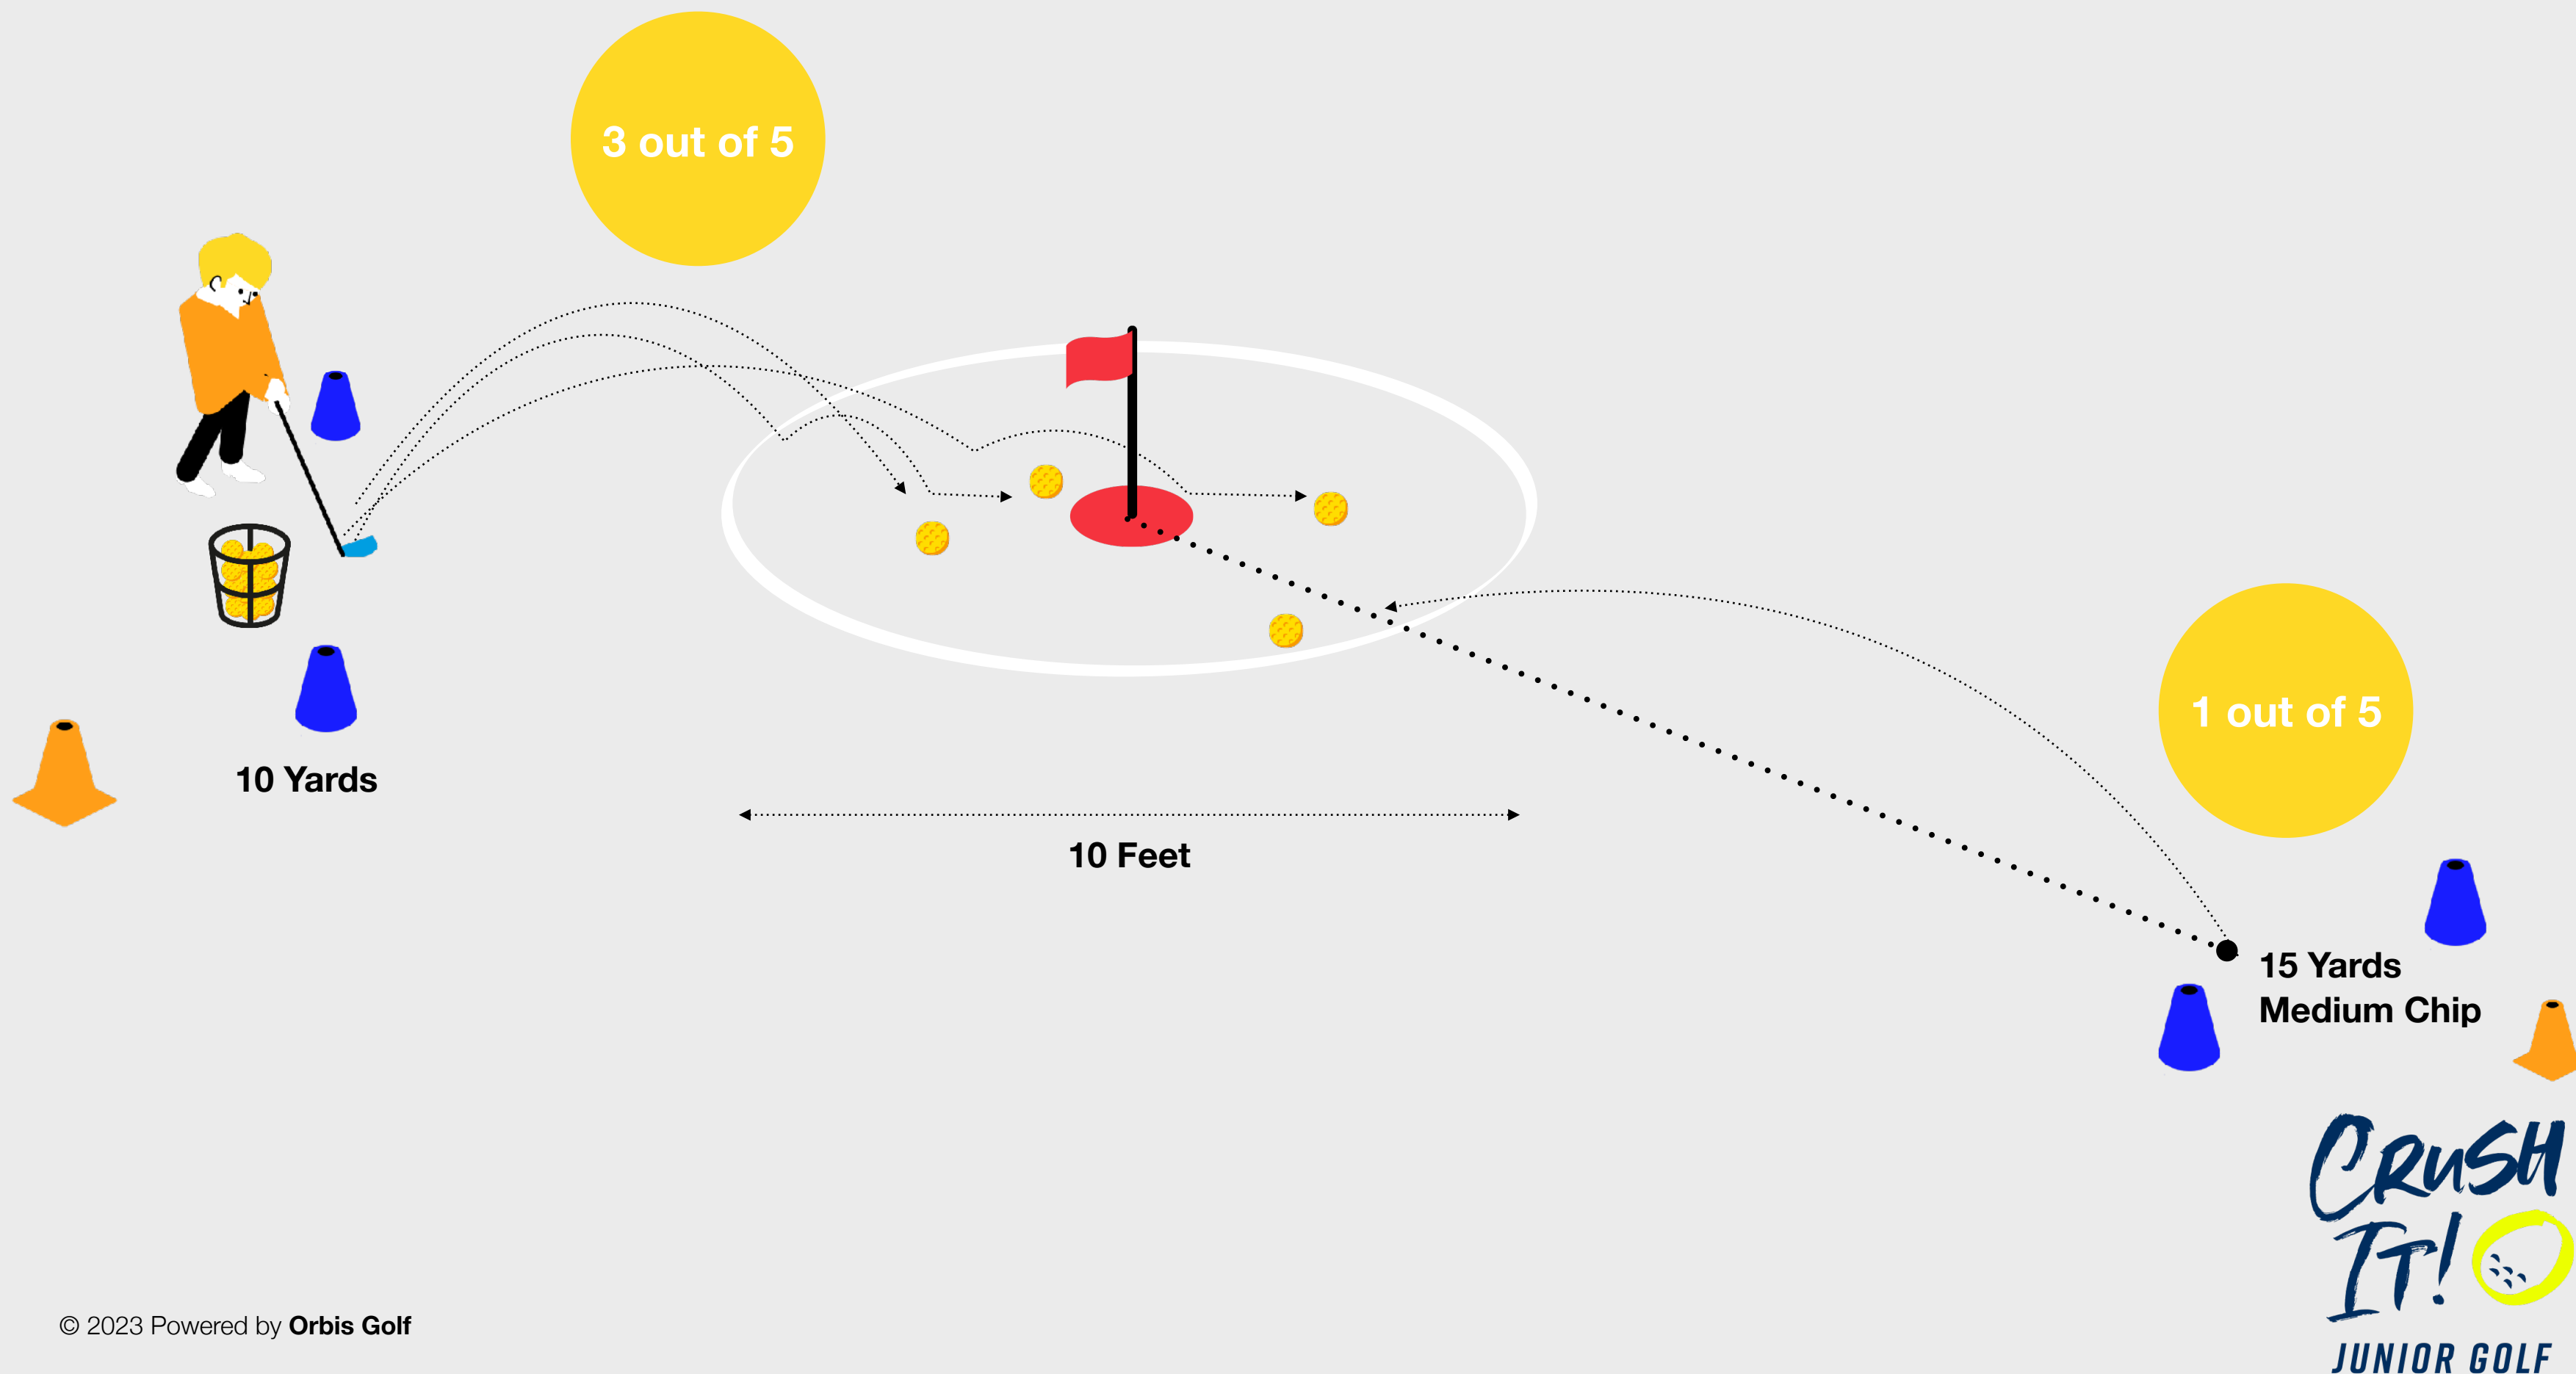 3 out of 5
10 Yards
10 Feet
1 out of 5
15 Yards
Medium Chip
CRUSH
IT!
JUNIOR GOLF
© 2023 Powered by Orbis Golf